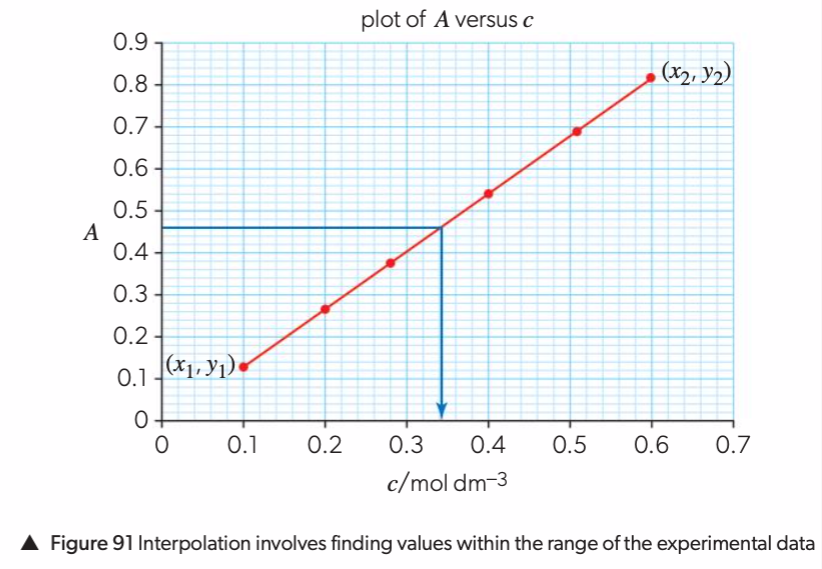 plot of A versus c
0.9
0.8
(x₂, y₂)
0.7
0.6
0.5
A
0.4
0.3
0.2
(x₁, y₁)
0.1
0
0 0.1 0.2 0.3 0.4 0.5 0.6 0.7
c/mol dm⁻³
▲ Figure 91 Interpolation involves finding values within the range of the experimental data